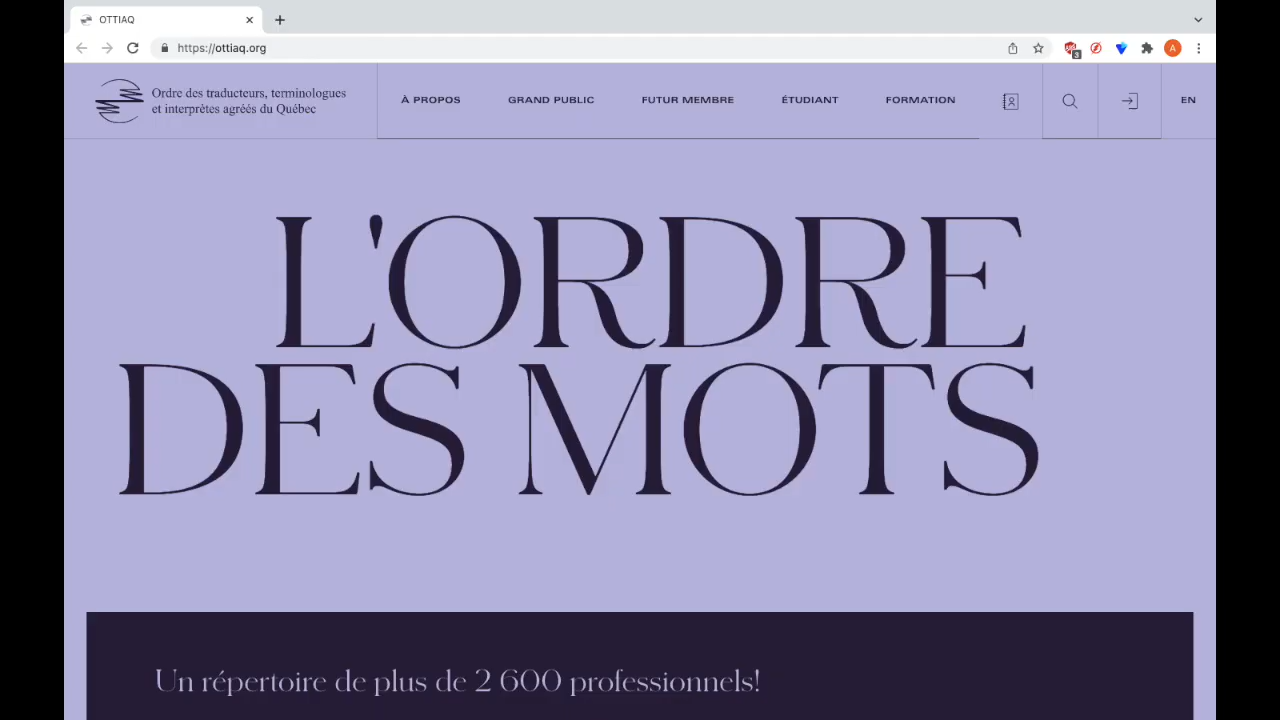 OTTIAQ
https://ottiaq.org
3
A
Ordre des traducteurs, terminologues
et interprètes agréés du Québec
À PROPOS
GRAND PUBLIC
FUTUR MEMBRE
ÉTUDIANT
FORMATION
EN
L'ORDRE
DES MOTS
Un répertoire de plus de 2 600 professionnels!